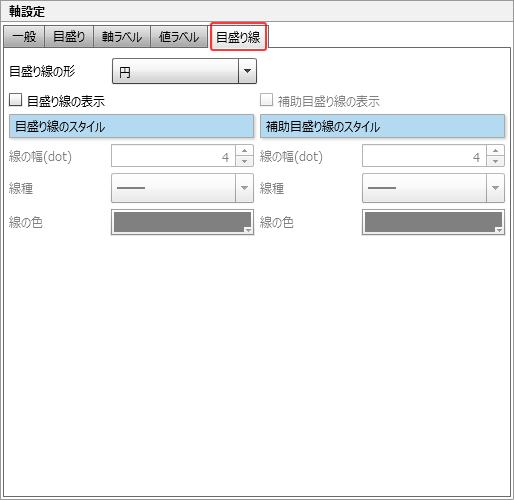 軸設定
一般 目盛り 軸ラベル 値ラベル 目盛り線
目盛り線の形 円
目盛り線の表示 補助目盛り線の表示
目盛り線のスタイル 補助目盛り線のスタイル
線の幅(dot) 4 線の幅(dot) 4
線種 線種
線の色 線の色